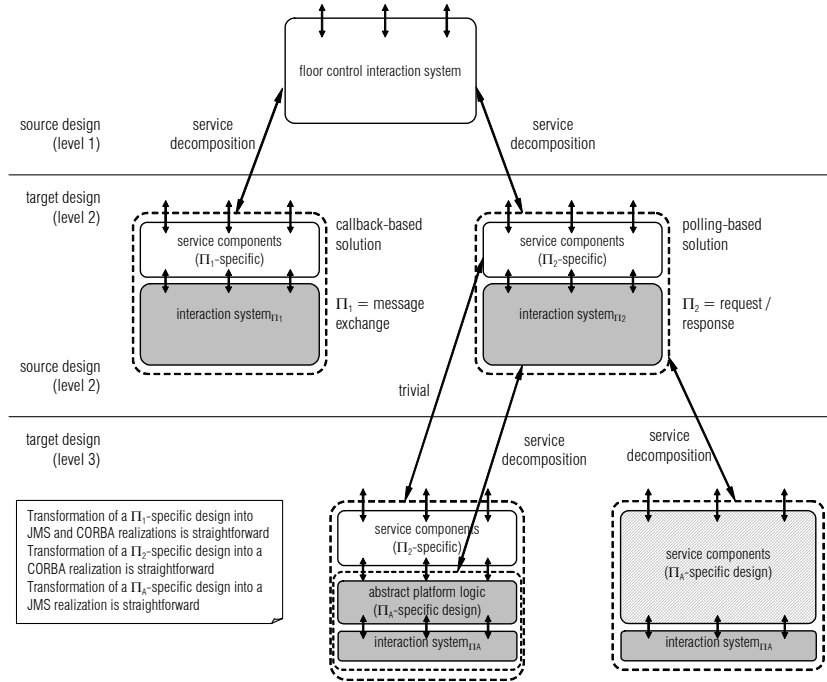 floor control interaction system
source design
(level 1)
service
decomposition
service
decomposition
target design
(level 2)
service components
(Π1-specific)
callback-based
solution
service components
(Π2-specific)
polling-based
solution
interaction systemΠ1
Π1 = message
exchange
interaction systemΠ2
Π2 = request /
response
source design
(level 2)
trivial
target design
(level 3)
service
decomposition
service
decomposition
Transformation of a Π1-specific design into
JMS and CORBA realizations is straightforward
Transformation of a Π2-specific design into a
CORBA realization is straightforward
Transformation of a ΠA-specific design into a
JMS realization is straightforward
service components
(Π2-specific)
abstract platform logic
(ΠA-specific design)
interaction systemΠA
service components
(ΠA-specific design)
interaction systemΠA